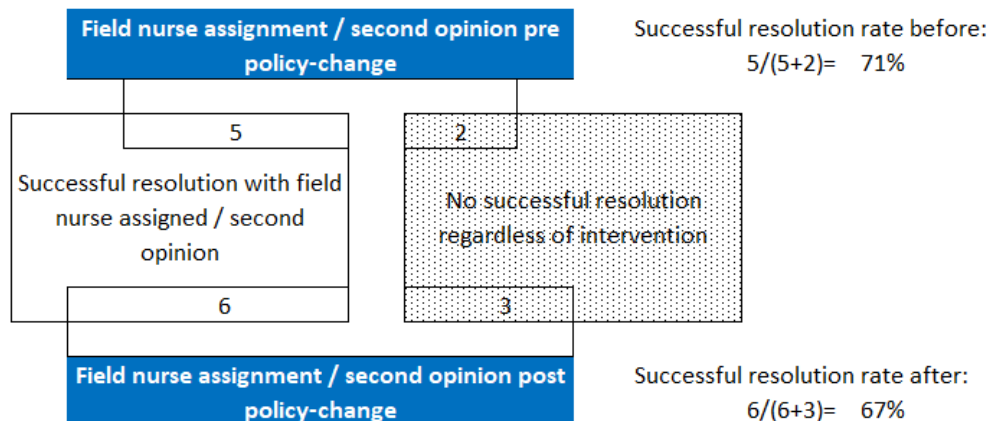 Field nurse assignment / second opinion pre
policy-change
Successful resolution rate before:
5/(5+2)= 71%
5
2
Successful resolution with field
nurse assigned / second
opinion
No successful resolution
regardless of intervention
6
3
Field nurse assignment / second opinion post
policy-change
Successful resolution rate after:
6/(6+3)= 67%